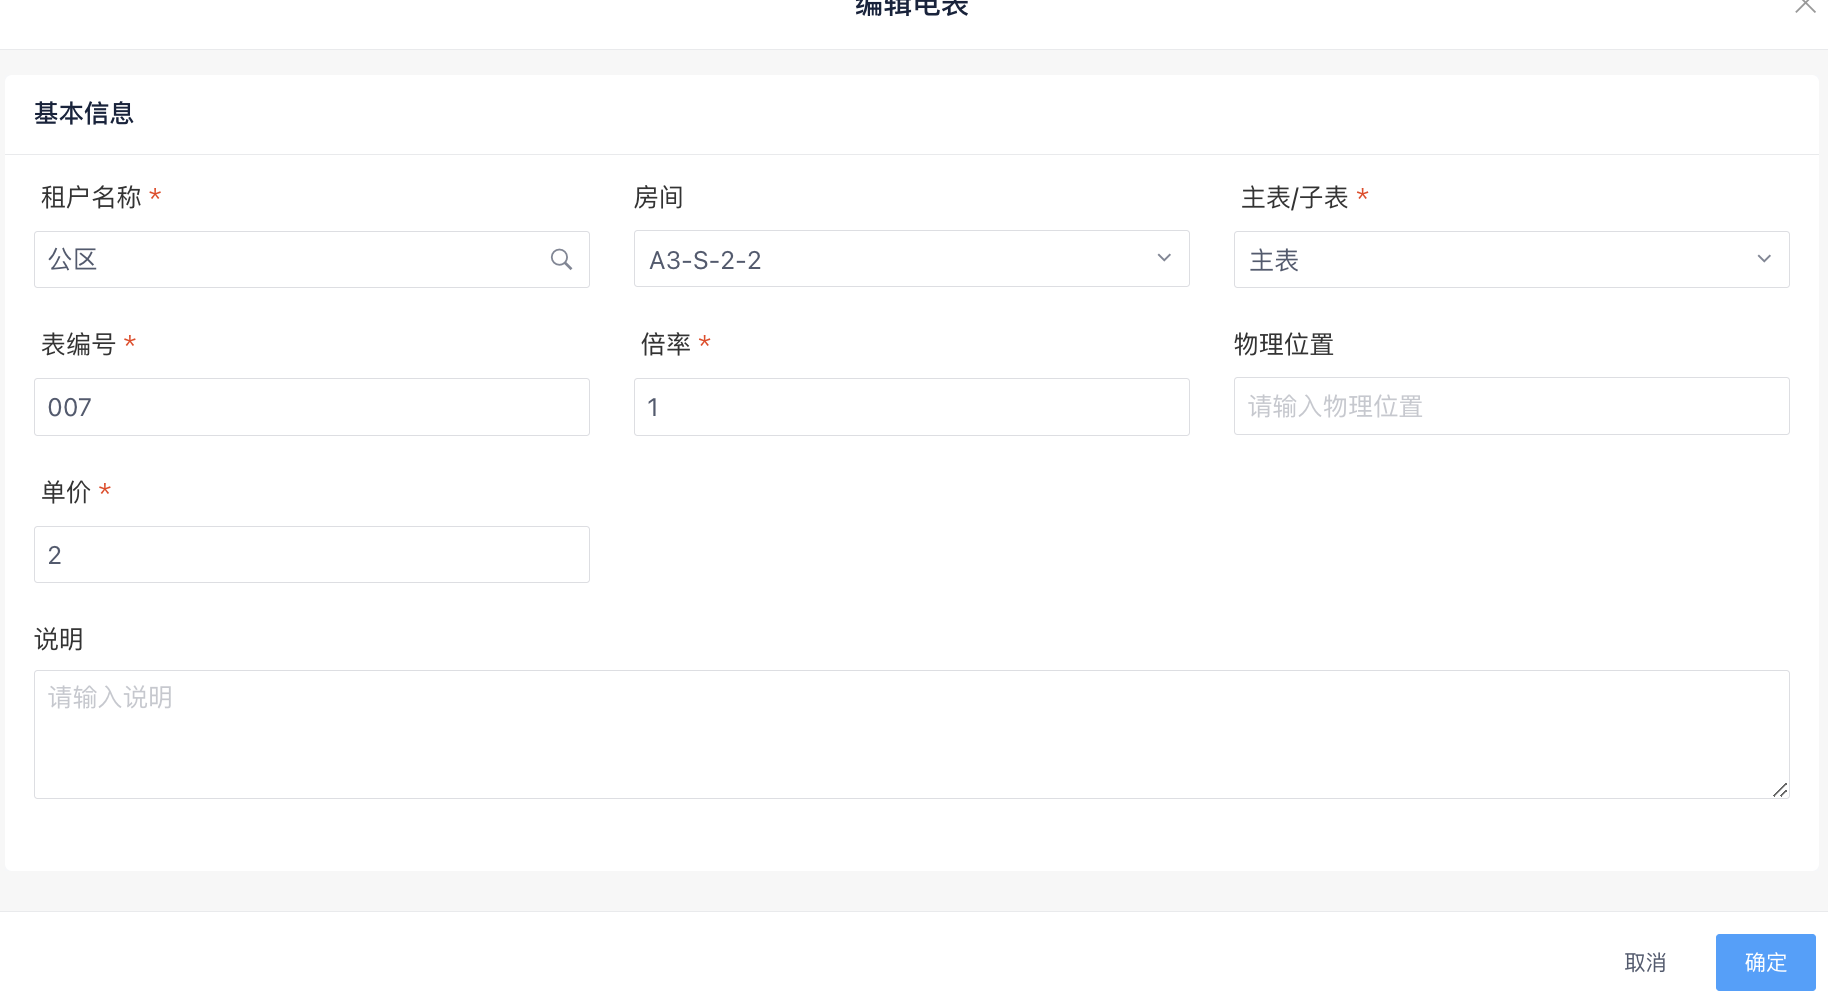 编辑电表
基本信息
租户名称 *
房间
主表/子表 *
公区
A3-S-2-2
主表
表编号 *
倍率 *
物理位置
007
1
请输入物理位置
单价 *
2
说明
请输入说明
取消
确定